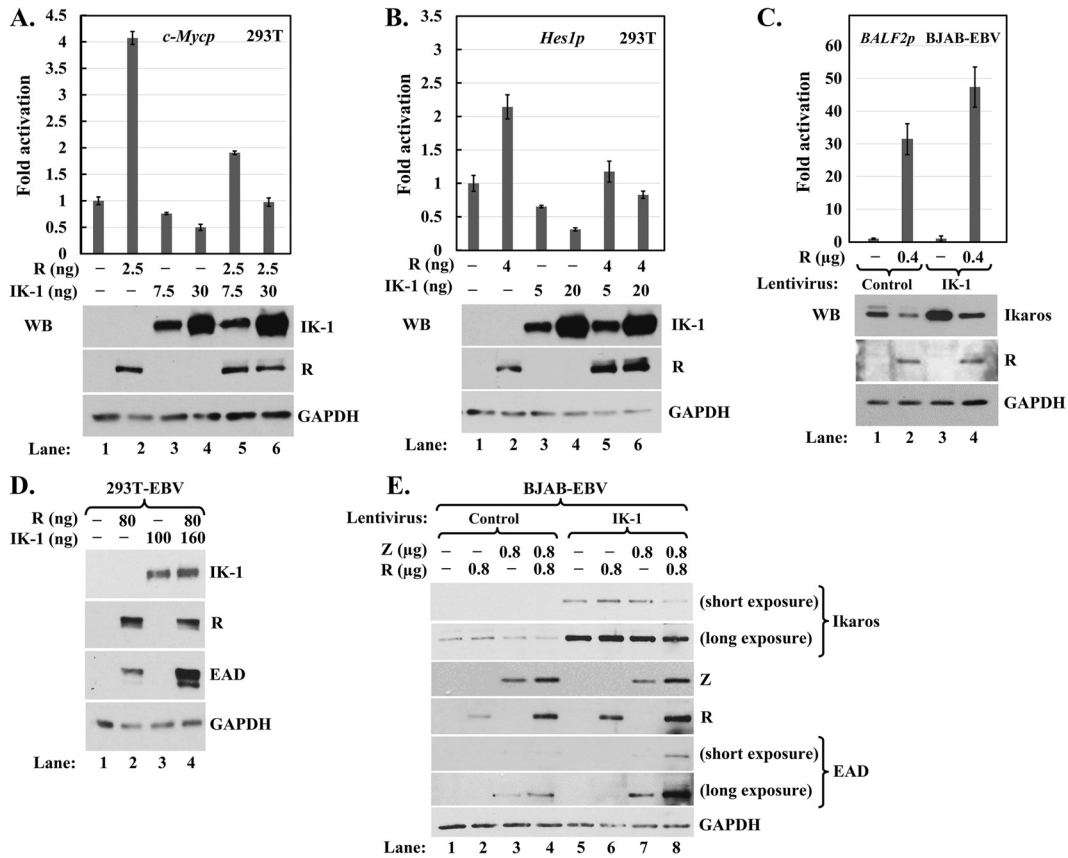 A.
c-Mycp 293T
Fold activation
4.5
4
3.5
3
2.5
2
1.5
1
0.5
0
R (ng) – 2.5 – – 2.5 2.5
IK-1 (ng) – – 7.5 30 7.5 30
WB
IK-1
R
GAPDH
Lane: 1 2 3 4 5 6
B.
Hes1p 293T
Fold activation
3.5
3
2.5
2
1.5
1
0.5
0
R (ng) – 4 – – 4 4
IK-1 (ng) – – 5 20 5 20
WB
IK-1
R
GAPDH
Lane: 1 2 3 4 5 6
C.
BALF2p BJAB-EBV
Fold activation
60
50
40
30
20
10
0
R (µg) – 0.4 – 0.4
Lentivirus: Control IK-1
WB
Ikaros
R
GAPDH
Lane: 1 2 3 4
D.
293T-EBV
R (ng) – 80 – 80
IK-1 (ng) – – 100 160
IK-1
R
EAD
GAPDH
Lane: 1 2 3 4
E.
BJAB-EBV
Lentivirus: Control IK-1
Z (µg) – – 0.8 0.8 – – 0.8 0.8
R (µg) – 0.8 – 0.8 – 0.8 – 0.8
(short exposure)
Ikaros
(long exposure)
Z
R
(short exposure)
EAD
(long exposure)
GAPDH
Lane: 1 2 3 4 5 6 7 8